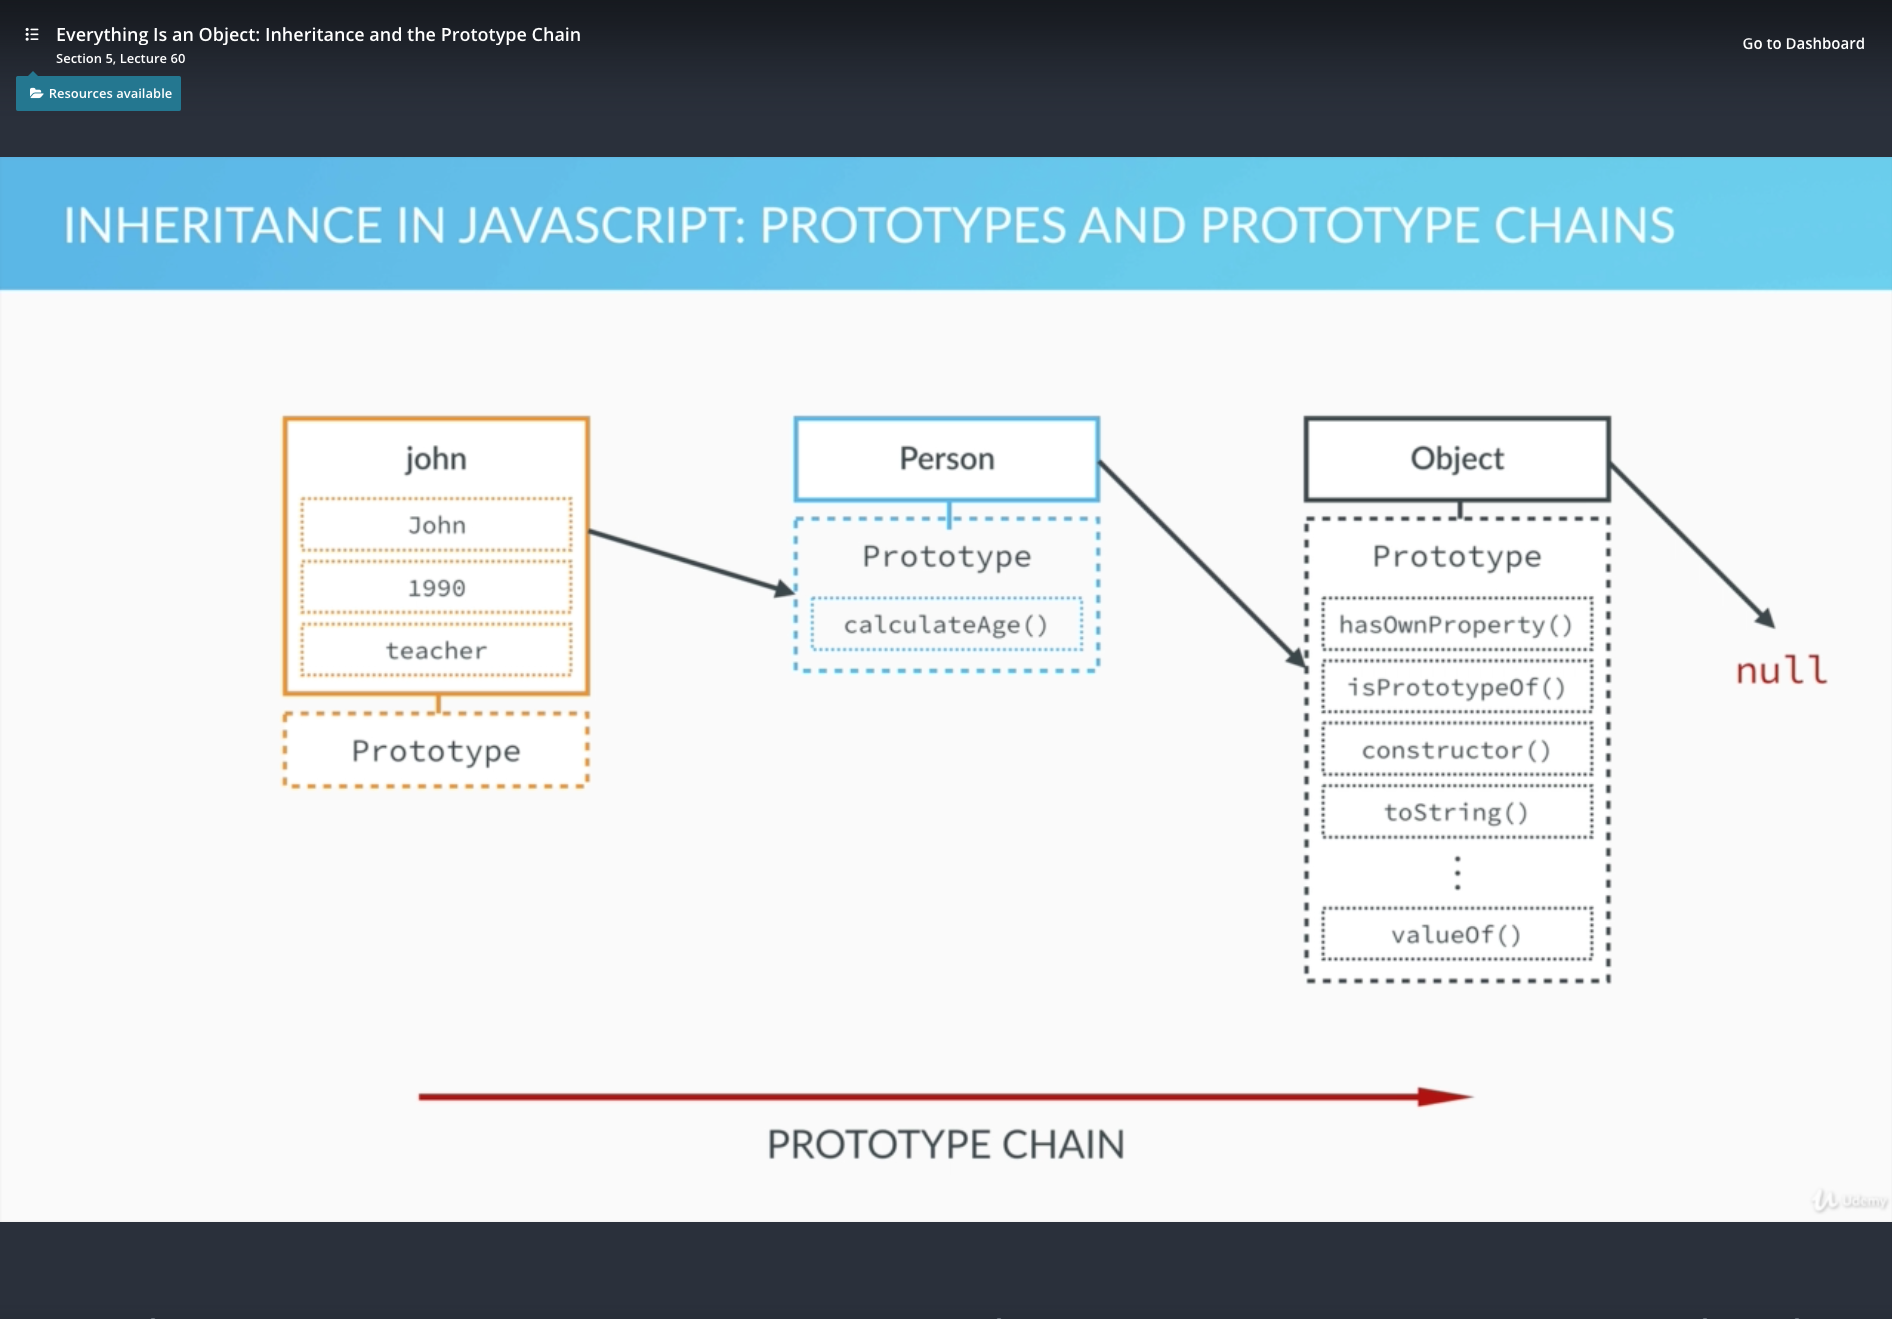 Everything Is an Object: Inheritance and the Prototype Chain
Section 5, Lecture 60
Go to Dashboard
Resources available
INHERITANCE IN JAVASCRIPT: PROTOTYPES AND PROTOTYPE CHAINS
john
John
1990
teacher
Prototype
Person
Prototype
calculateAge()
Object
Prototype
hasOwnProperty()
isPrototypeOf()
constructor()
toString()
valueOf()
null
PROTOTYPE CHAIN
Udemy